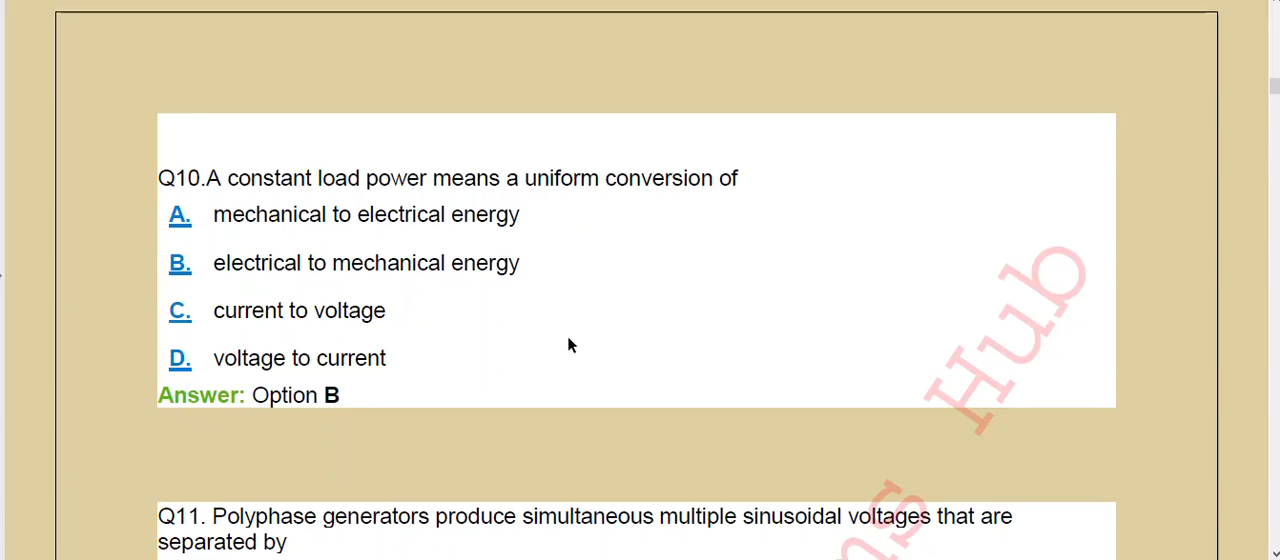 Q10.A constant load power means a uniform conversion of
A. mechanical to electrical energy
B. electrical to mechanical energy
C. current to voltage
D. voltage to current
Answer: Option B
Hub
Q11. Polyphase generators produce simultaneous multiple sinusoidal voltages that are
separated by